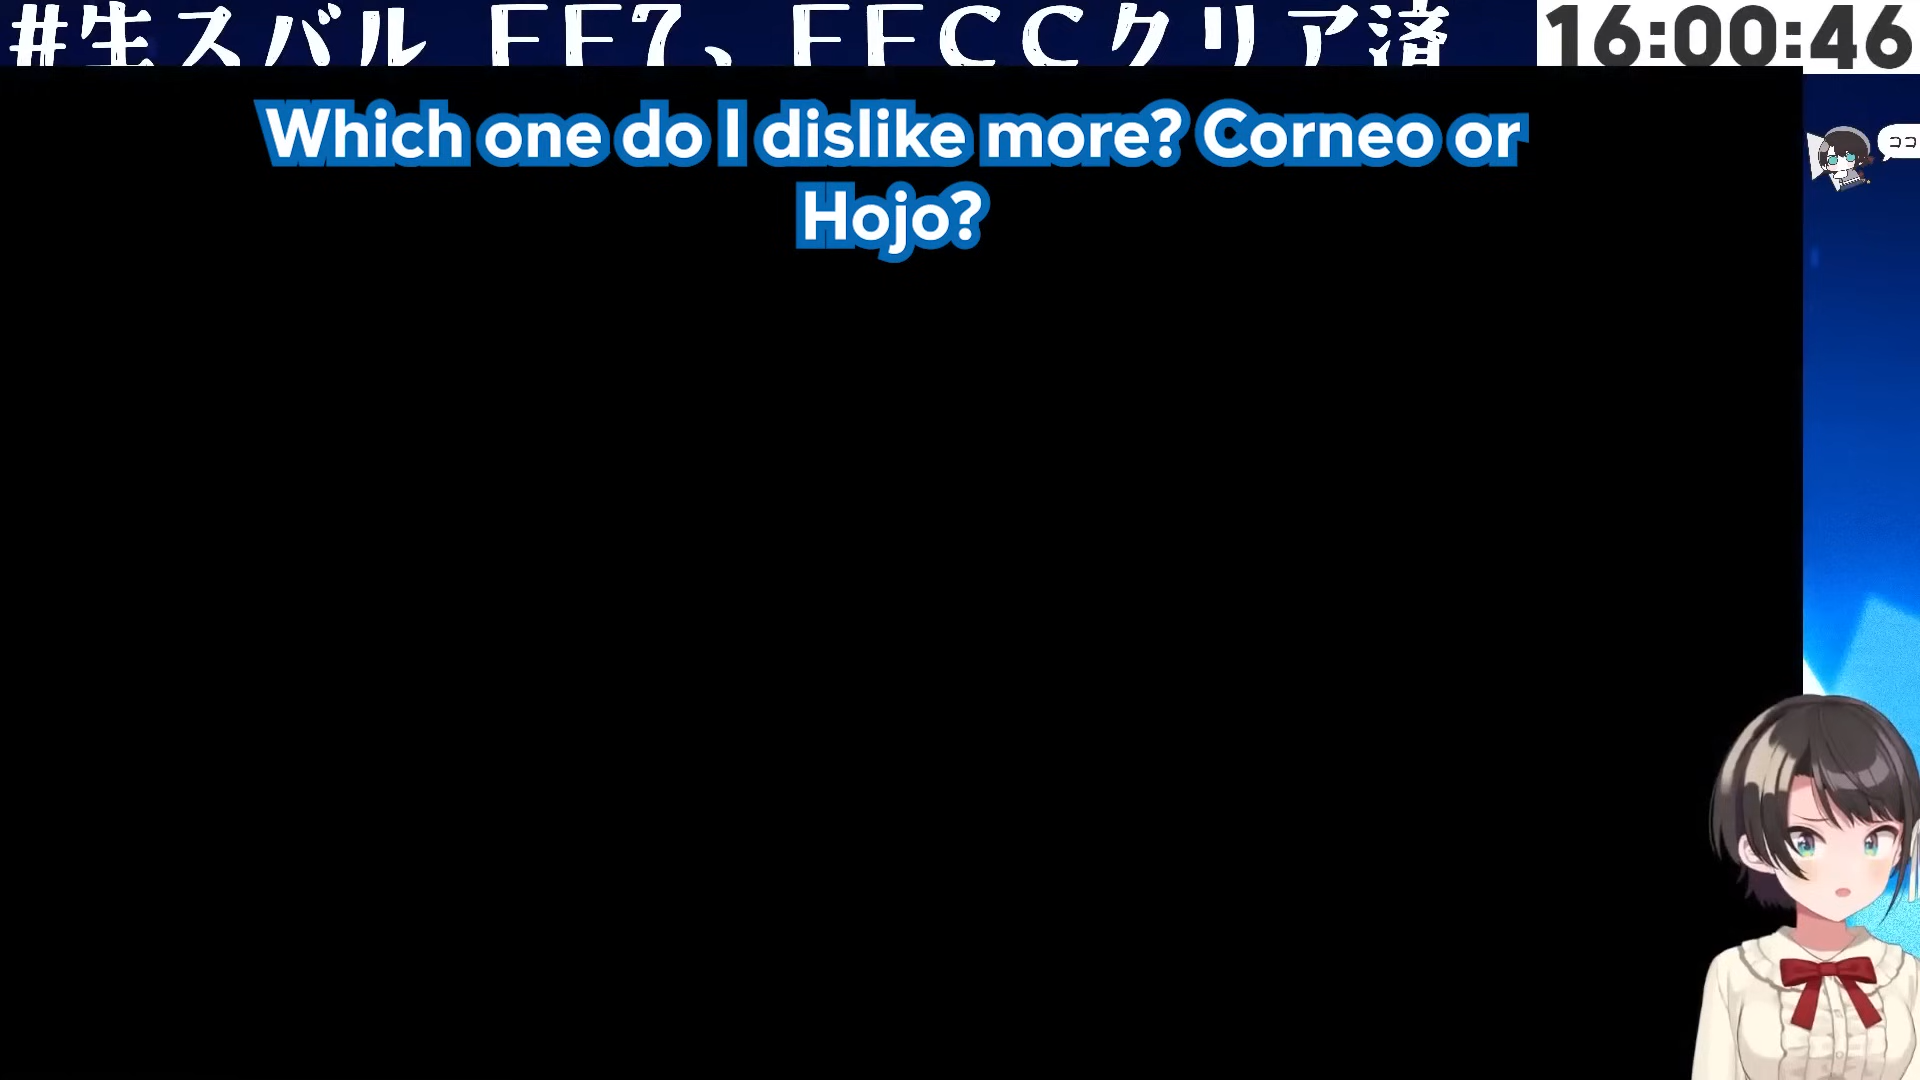 #生スバル FF7、FFCCクリア済
16:00:46
Which one do I dislike more? Corneo or
Hojo?
ココ